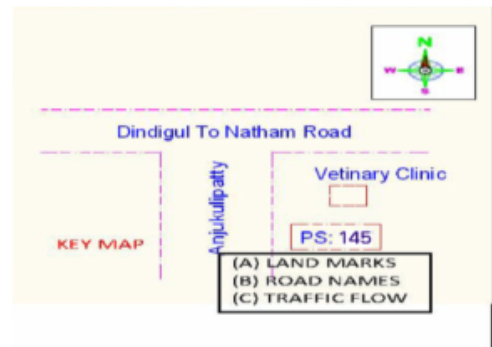 N
W
E
S
Dindigul To Natham Road
Anjukulipatty
Vetinary Clinic
KEY MAP
PS: 145
(A) LAND MARKS
(B) ROAD NAMES
(C) TRAFFIC FLOW